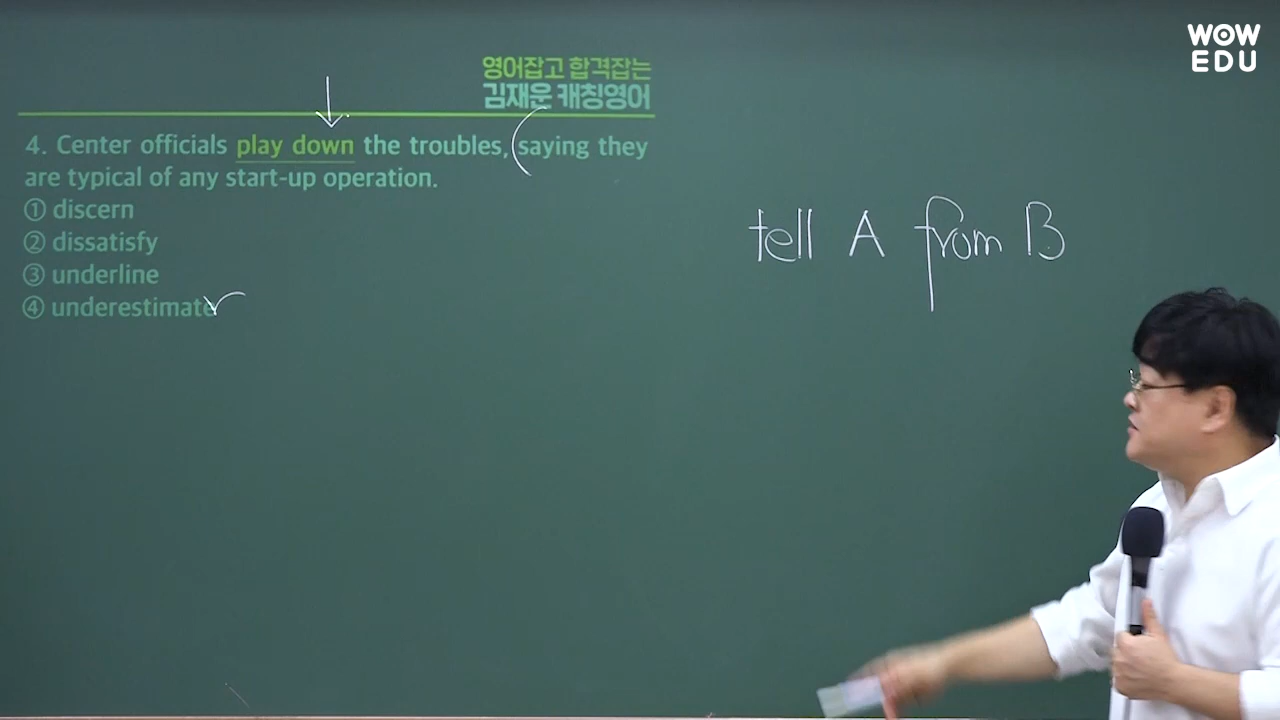 WOW
EDU
영어잡고 합격잡는
김재운 캐칭영어
4. Center officials play down the troubles, saying they
are typical of any start-up operation.
① discern
② dissatisfy
③ underline
④ underestimate
tell A from B